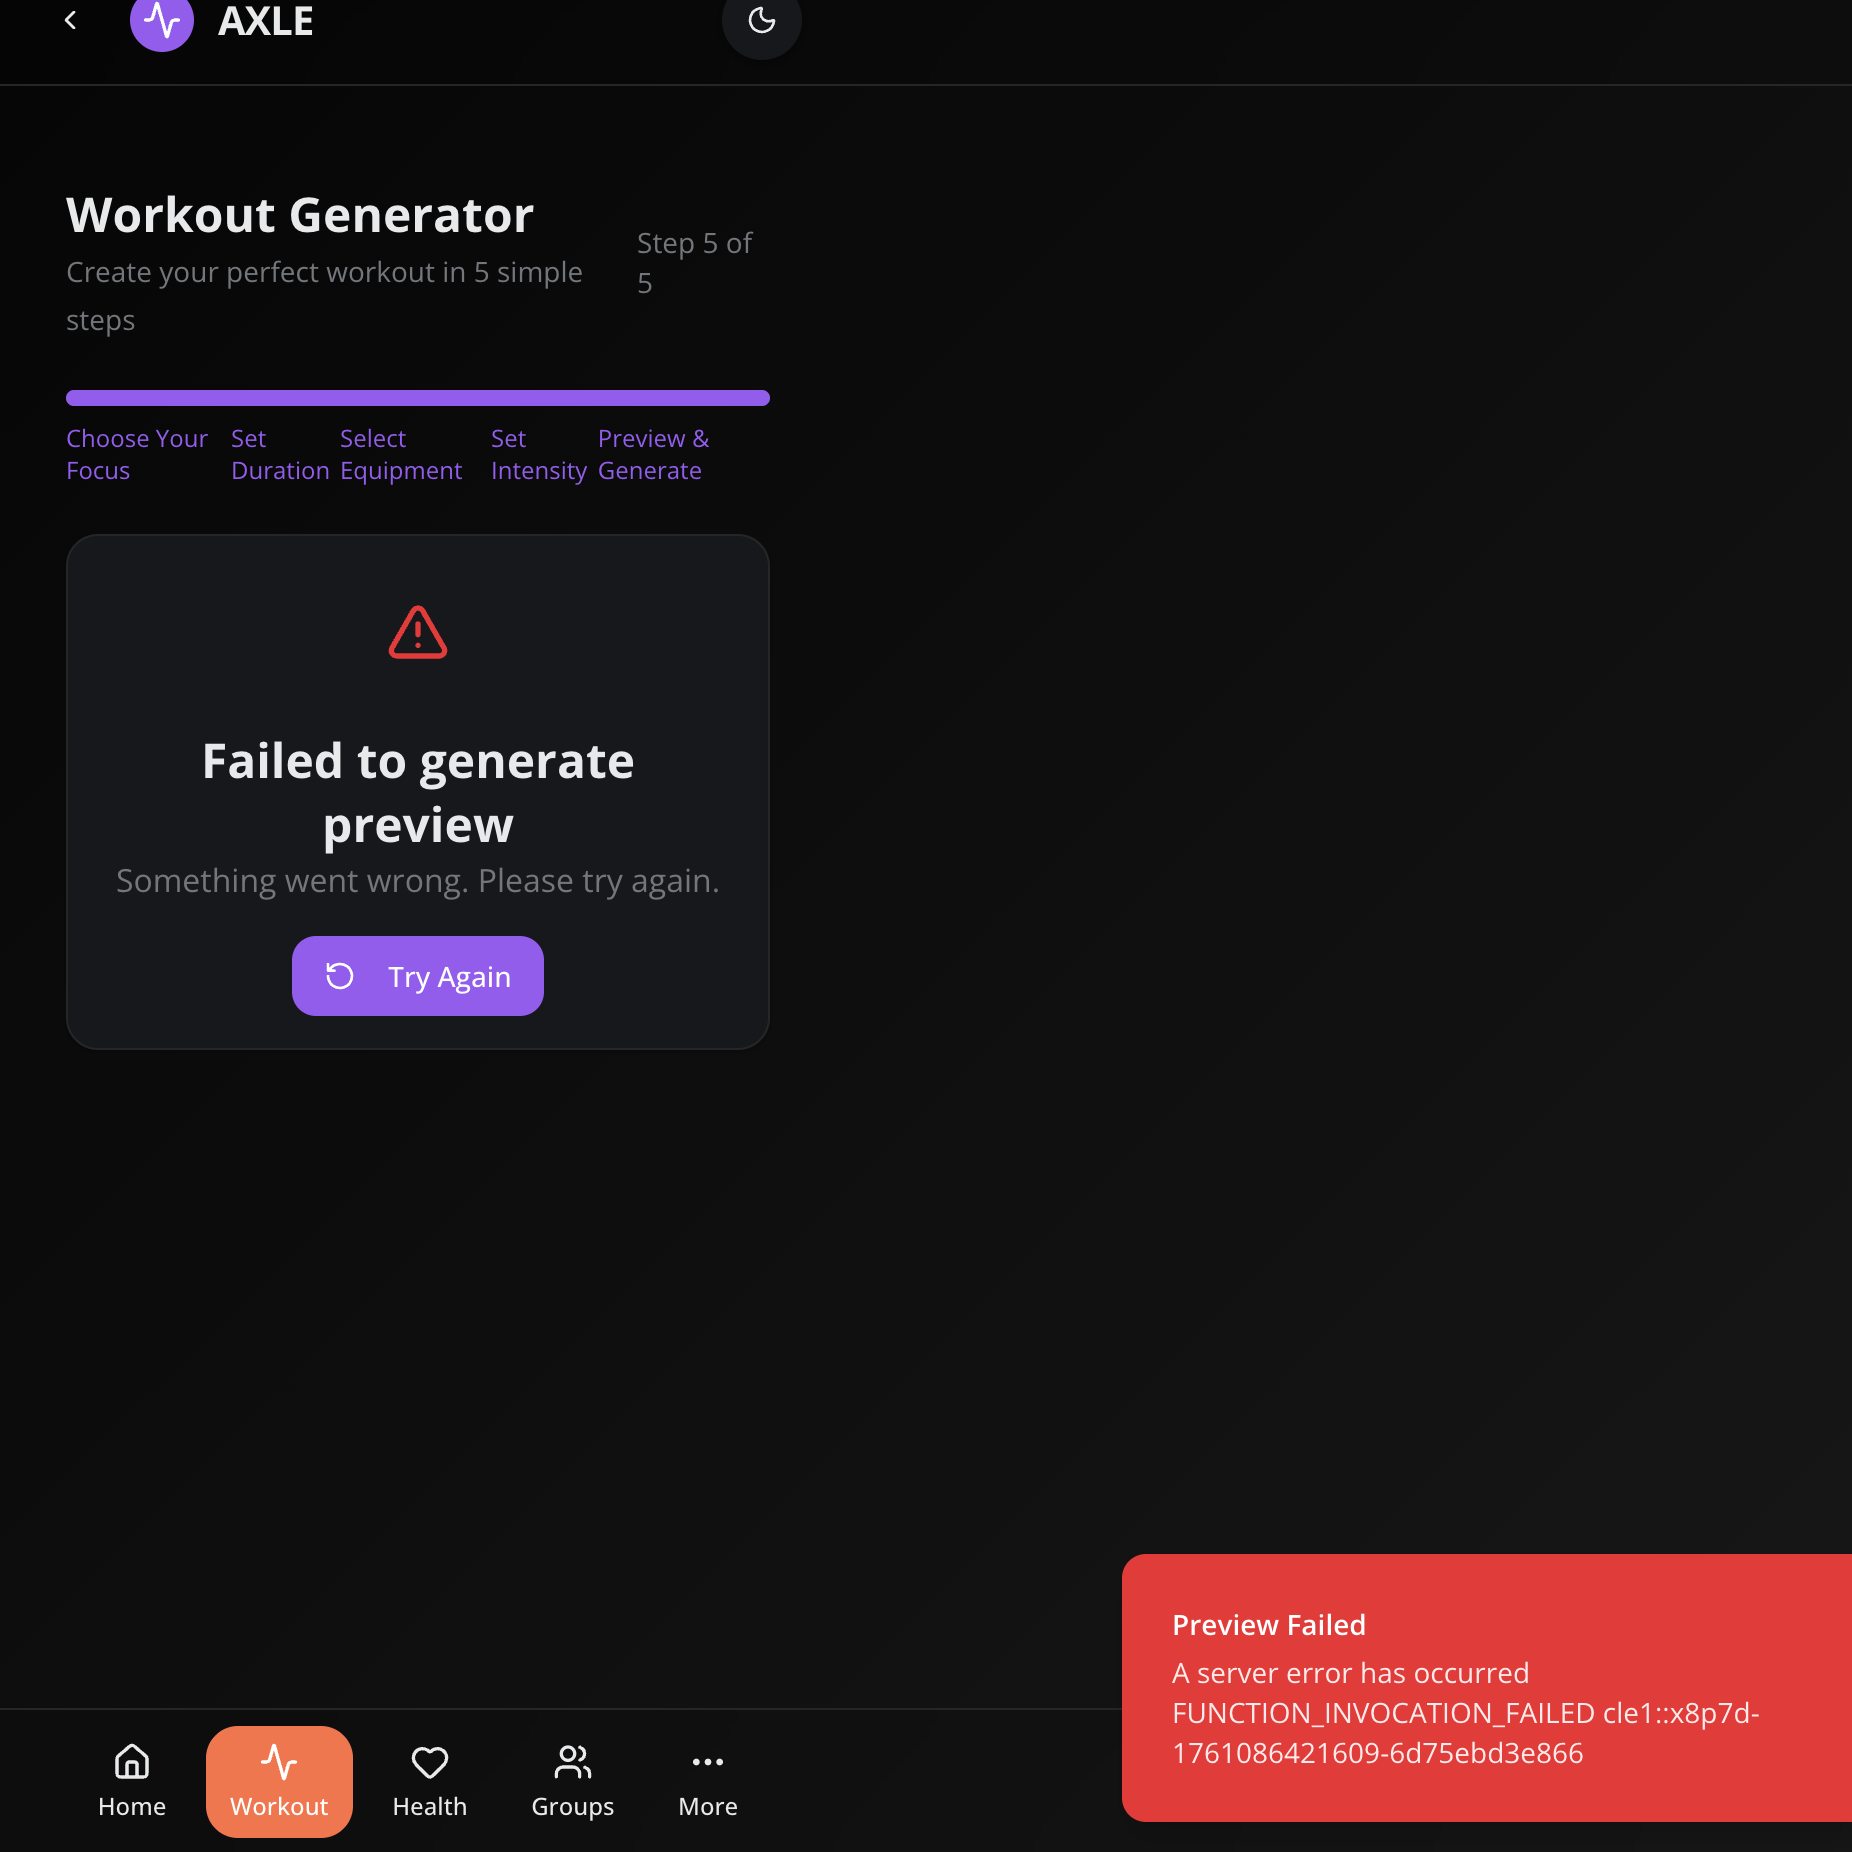 AXLE
Workout Generator
Create your perfect workout in 5 simple
steps
Step 5 of
5
Choose Your
Focus
Set
Duration
Select
Equipment
Set
Intensity
Preview &
Generate
Failed to generate
preview
Something went wrong. Please try again.
Try Again
Preview Failed
A server error has occurred
FUNCTION_INVOCATION_FAILED cle1::x8p7d-
1761086421609-6d75ebd3e866
Home
Workout
Health
Groups
More